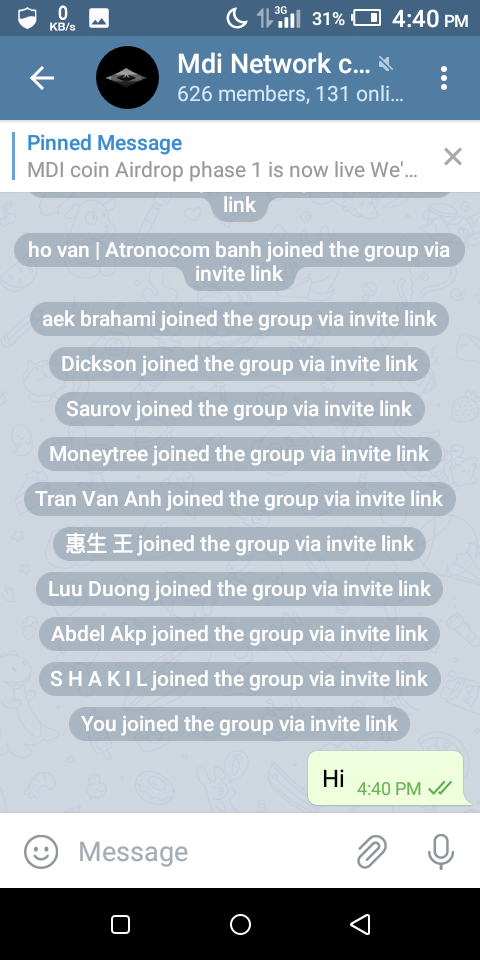 0
KB/s
3G
31%
4:40 PM
Mdi Network c...
626 members, 131 onli...
Pinned Message
MDI coin Airdrop phase 1 is now live We'...
link
ho van | Atronocom banh joined the group via
invite link
aek brahami joined the group via invite link
Dickson joined the group via invite link
Saurov joined the group via invite link
Moneytree joined the group via invite link
Tran Van Anh joined the group via invite link
惠生 王 joined the group via invite link
Luu Duong joined the group via invite link
Abdel Akp joined the group via invite link
S H A K I L joined the group via invite link
You joined the group via invite link
Hi
4:40 PM
Message